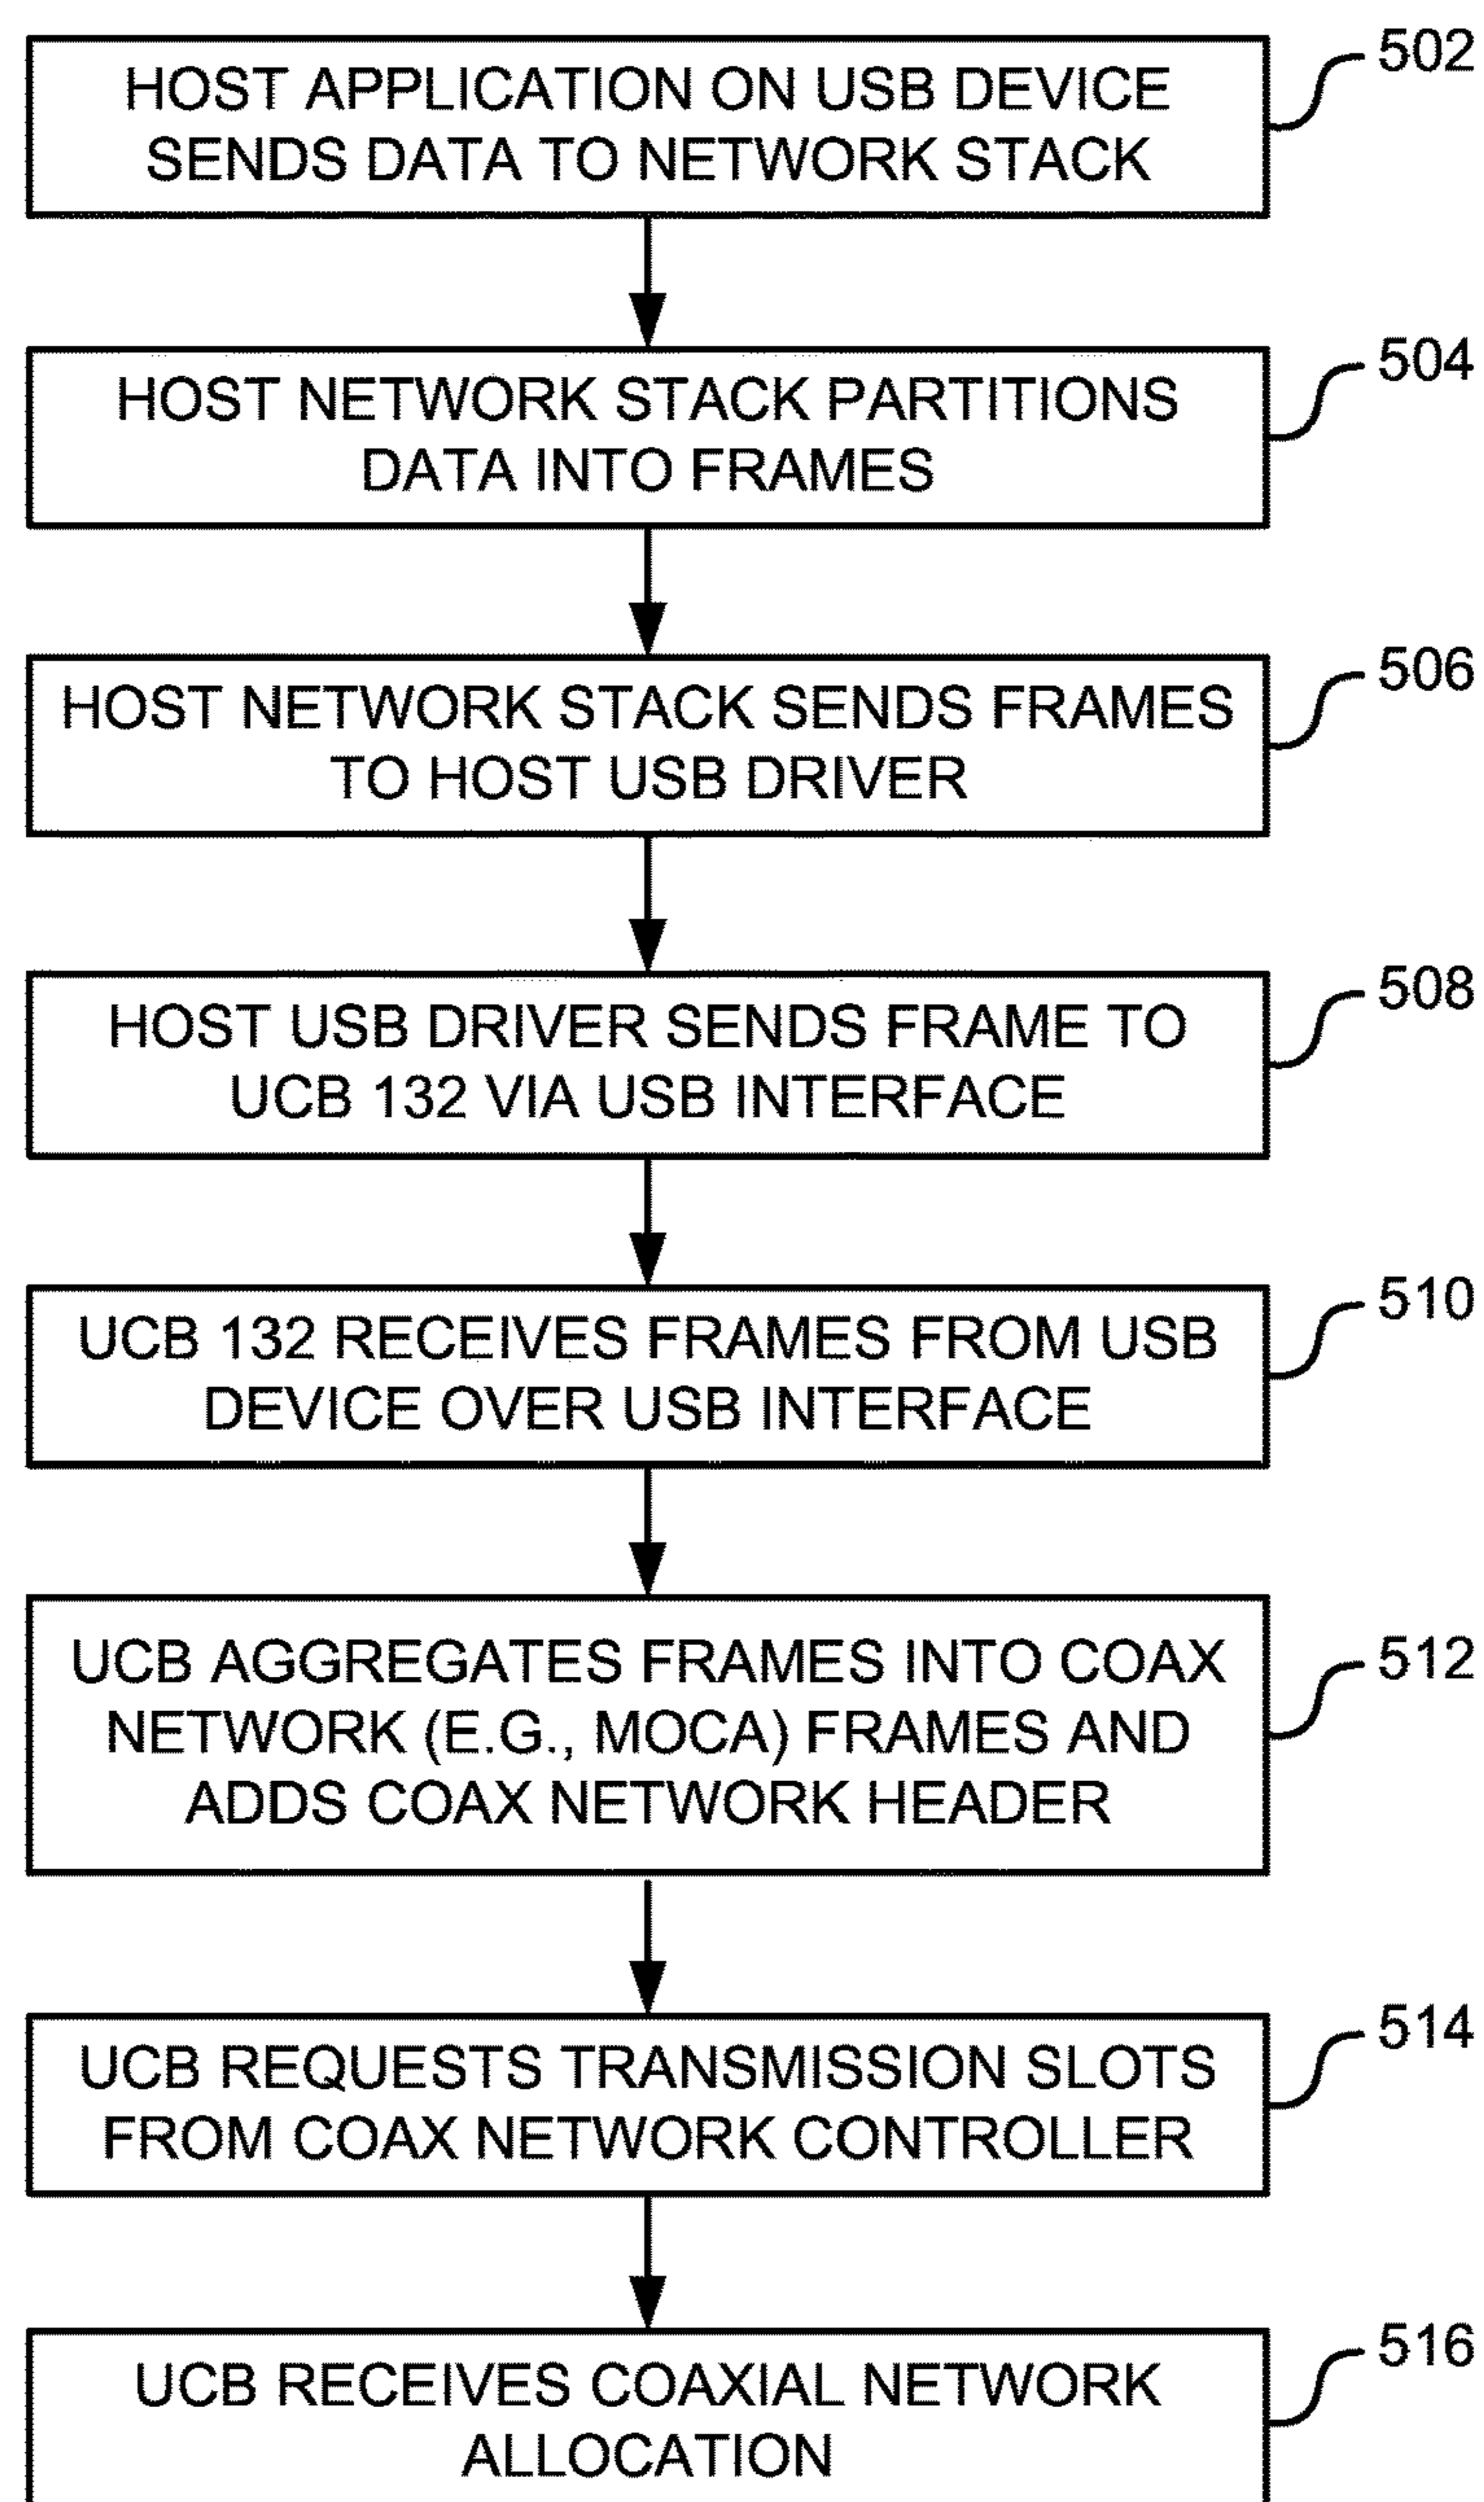 502
HOST APPLICATION ON USB DEVICE
SENDS DATA TO NETWORK STACK
504
HOST NETWORK STACK PARTITIONS
DATA INTO FRAMES
506
HOST NETWORK STACK SENDS FRAMES
TO HOST USB DRIVER
508
HOST USB DRIVER SENDS FRAME TO
UCB 132 VIA USB INTERFACE
510
UCB 132 RECEIVES FRAMES FROM USB
DEVICE OVER USB INTERFACE
512
UCB AGGREGATES FRAMES INTO COAX
NETWORK (E.G., MOCA) FRAMES AND
ADDS COAX NETWORK HEADER
514
UCB REQUESTS TRANSMISSION SLOTS
FROM COAX NETWORK CONTROLLER
516
UCB RECEIVES COAXIAL NETWORK
ALLOCATION